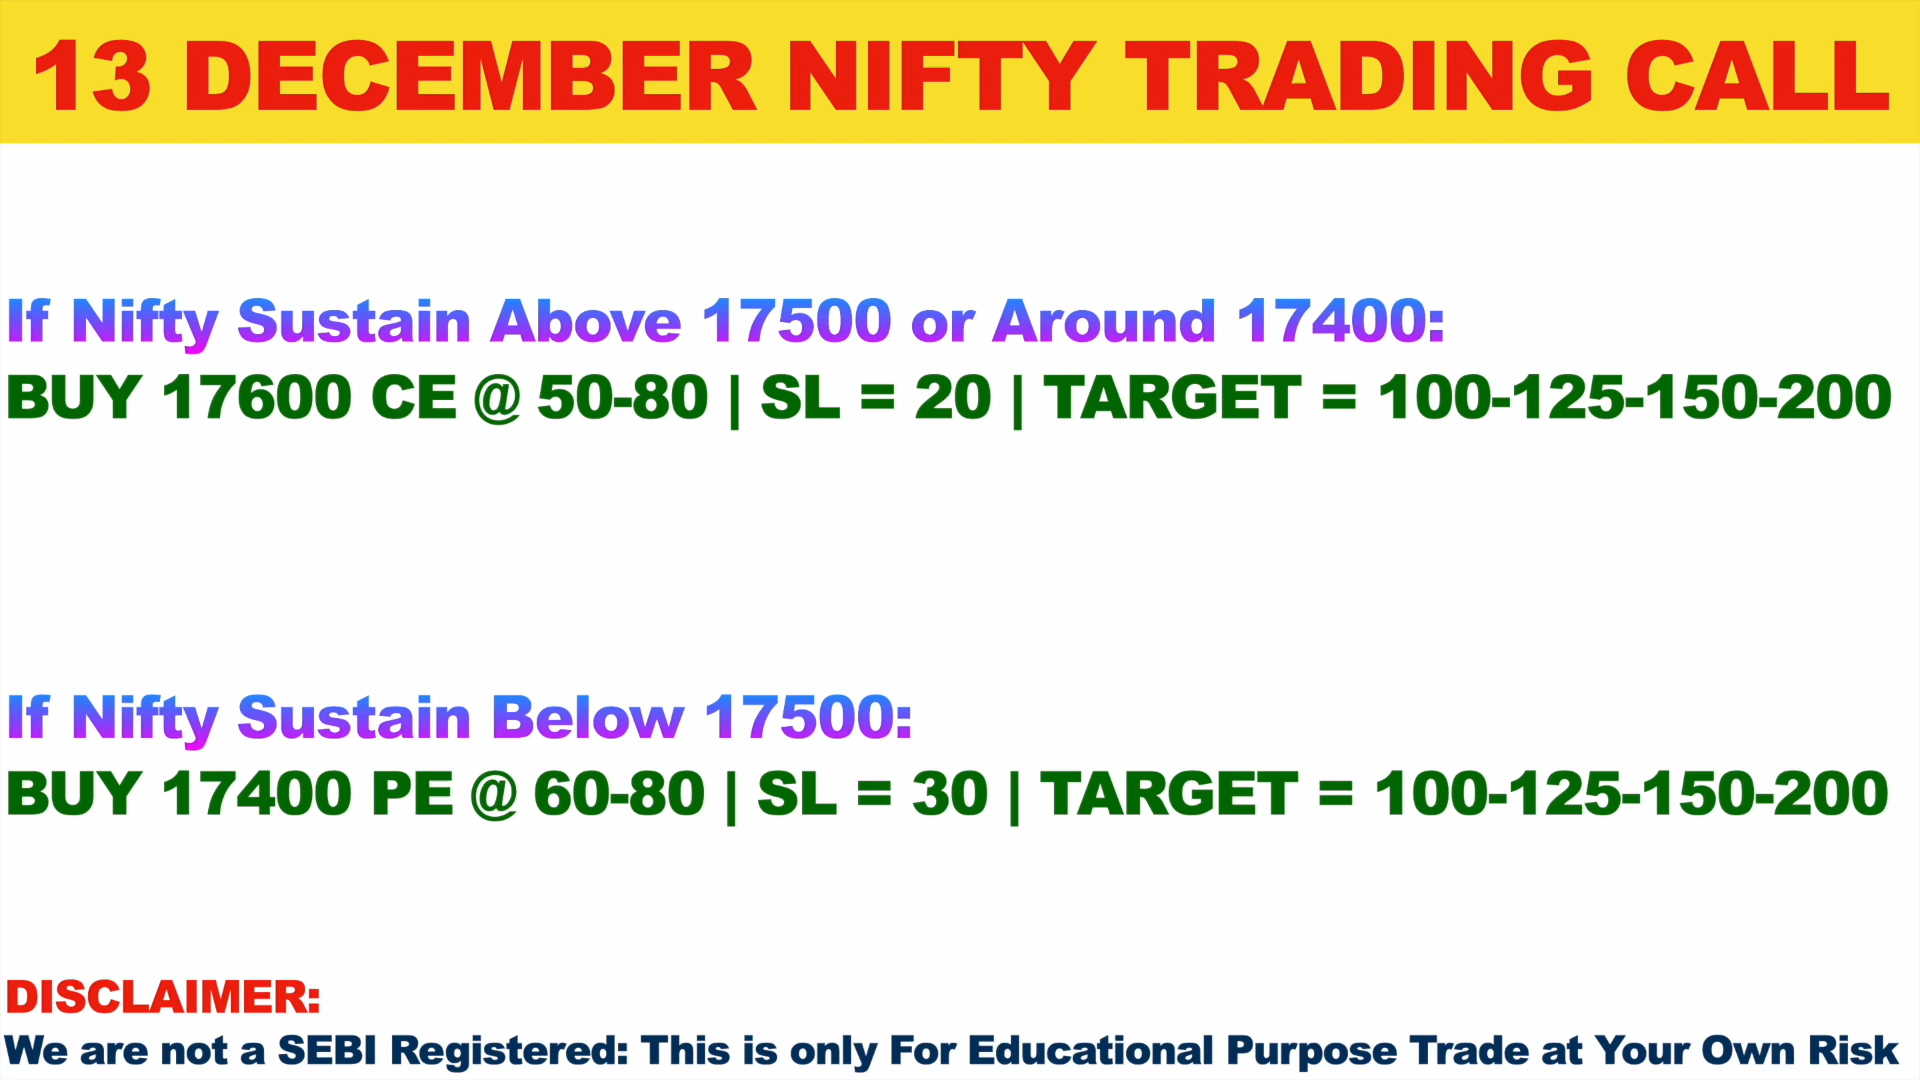 13 DECEMBER NIFTY TRADING CALL
If Nifty Sustain Above 17500 or Around 17400:
BUY 17600 CE @ 50-80 | SL = 20 | TARGET = 100-125-150-200
If Nifty Sustain Below 17500:
BUY 17400 PE @ 60-80 | SL = 30 | TARGET = 100-125-150-200
DISCLAIMER:
We are not a SEBI Registered: This is only For Educational Purpose Trade at Your Own Risk